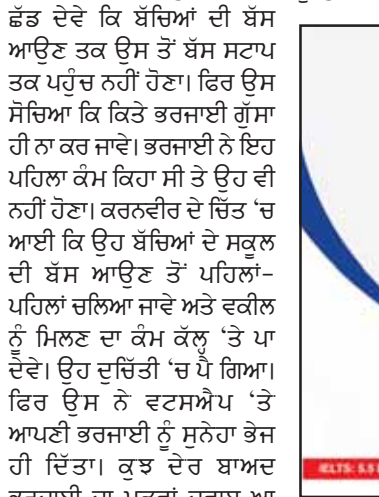 ਛੱਡ ਦੇਵੇ ਕਿ ਬੱਚਿਆਂ ਦੀ ਬੱਸ
ਆਉਣ ਤਕ ਉਸ ਤੋਂ ਬੱਸ ਸਟਾਪ
ਤਕ ਪਹੁੰਚ ਨਹੀਂ ਹੋਣਾ। ਫਿਰ ਉਸ
ਸੋਚਿਆ ਕਿ ਕਿਤੇ ਭਰਜਾਈ ਗੁੱਸਾ
ਹੀ ਨਾ ਕਰ ਜਾਵੇ। ਭਰਜਾਈ ਨੇ ਇਹ
ਪਹਿਲਾ ਕੰਮ ਕਿਹਾ ਸੀ ਤੇ ਉਹ ਵੀ
ਨਹੀਂ ਹੋਣਾ। ਕਰਨਵੀਰ ਦੇ ਚਿੱਤ ‘ਚ
ਆਈ ਕਿ ਉਹ ਬੱਚਿਆਂ ਦੇ ਸਕੂਲ
ਦੀ ਬੱਸ ਆਉਣ ਤੋਂ ਪਹਿਲਾਂ-
ਪਹਿਲਾਂ ਚਲਿਆ ਜਾਵੇ ਅਤੇ ਵਕੀਲ
ਨੂੰ ਮਿਲਣ ਦਾ ਕੰਮ ਕੱਲ੍ਹ ‘ਤੇ ਪਾ
ਦੇਵੇ। ਉਹ ਦੁਚਿੱਤੀ ‘ਚ ਪੈ ਗਿਆ।
ਫਿਰ ਉਸ ਨੇ ਵਟਸਐਪ ‘ਤੇ
ਆਪਣੀ ਭਰਜਾਈ ਨੂੰ ਸੁਨੇਹਾ ਭੇਜ
ਹੀ ਦਿੱਤਾ। ਕੁਝ ਦੇਰ ਬਾਅਦ
IELTS: 5.5